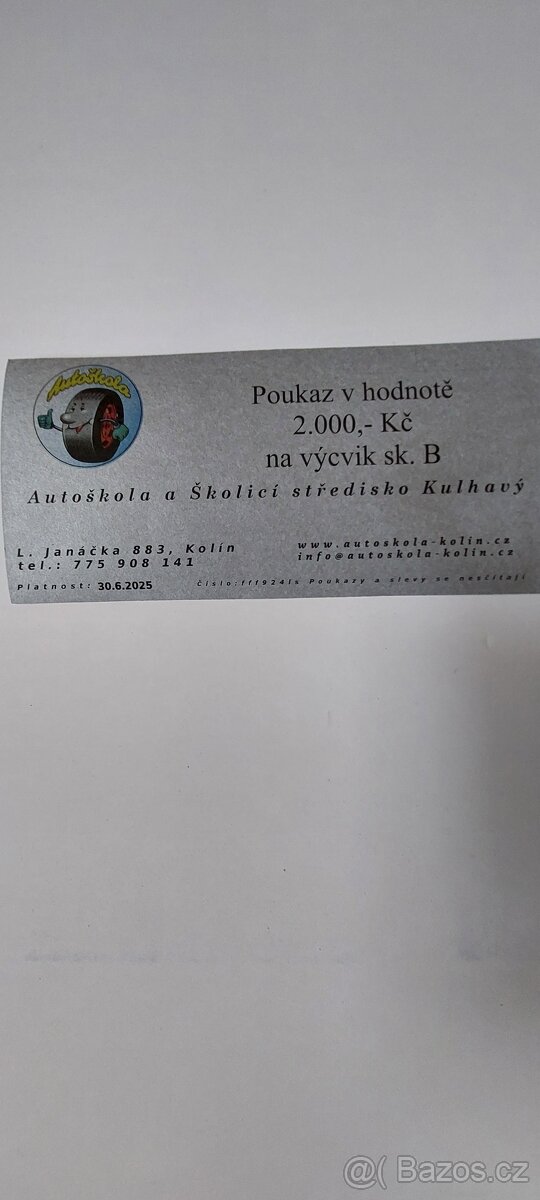 Autoškola
Poukaz v hodnotě
2.000,- Kč
na výcvik sk. B
Autoškola a Školicí středisko Kulhavý
L. Janáčka 883, Kolín
tel.: 775 908 141
www.autoskola-kolin.cz
info@autoskola-kolin.cz
Platnost: 30.6.2025
číslo:fff924ls Poukazy a slevy se nesčítají
@( Bazos.cz